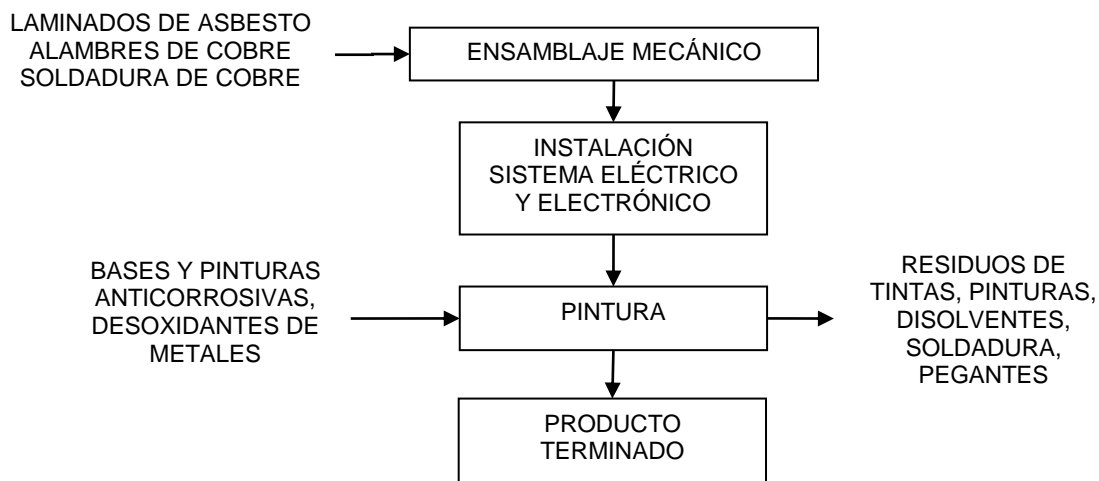 LAMINADOS DE ASBESTO
ALAMBRES DE COBRE
SOLDADURA DE COBRE
ENSAMBLAJE MECÁNICO
INSTALACIÓN
SISTEMA ELÉCTRICO
Y ELECTRÓNICO
BASES Y PINTURAS
ANTICORROSIVAS,
DESOXIDANTES DE
METALES
PINTURA
RESIDUOS DE
TINTAS, PINTURAS,
DISOLVENTES,
SOLDADURA,
PEGANTES
PRODUCTO
TERMINADO